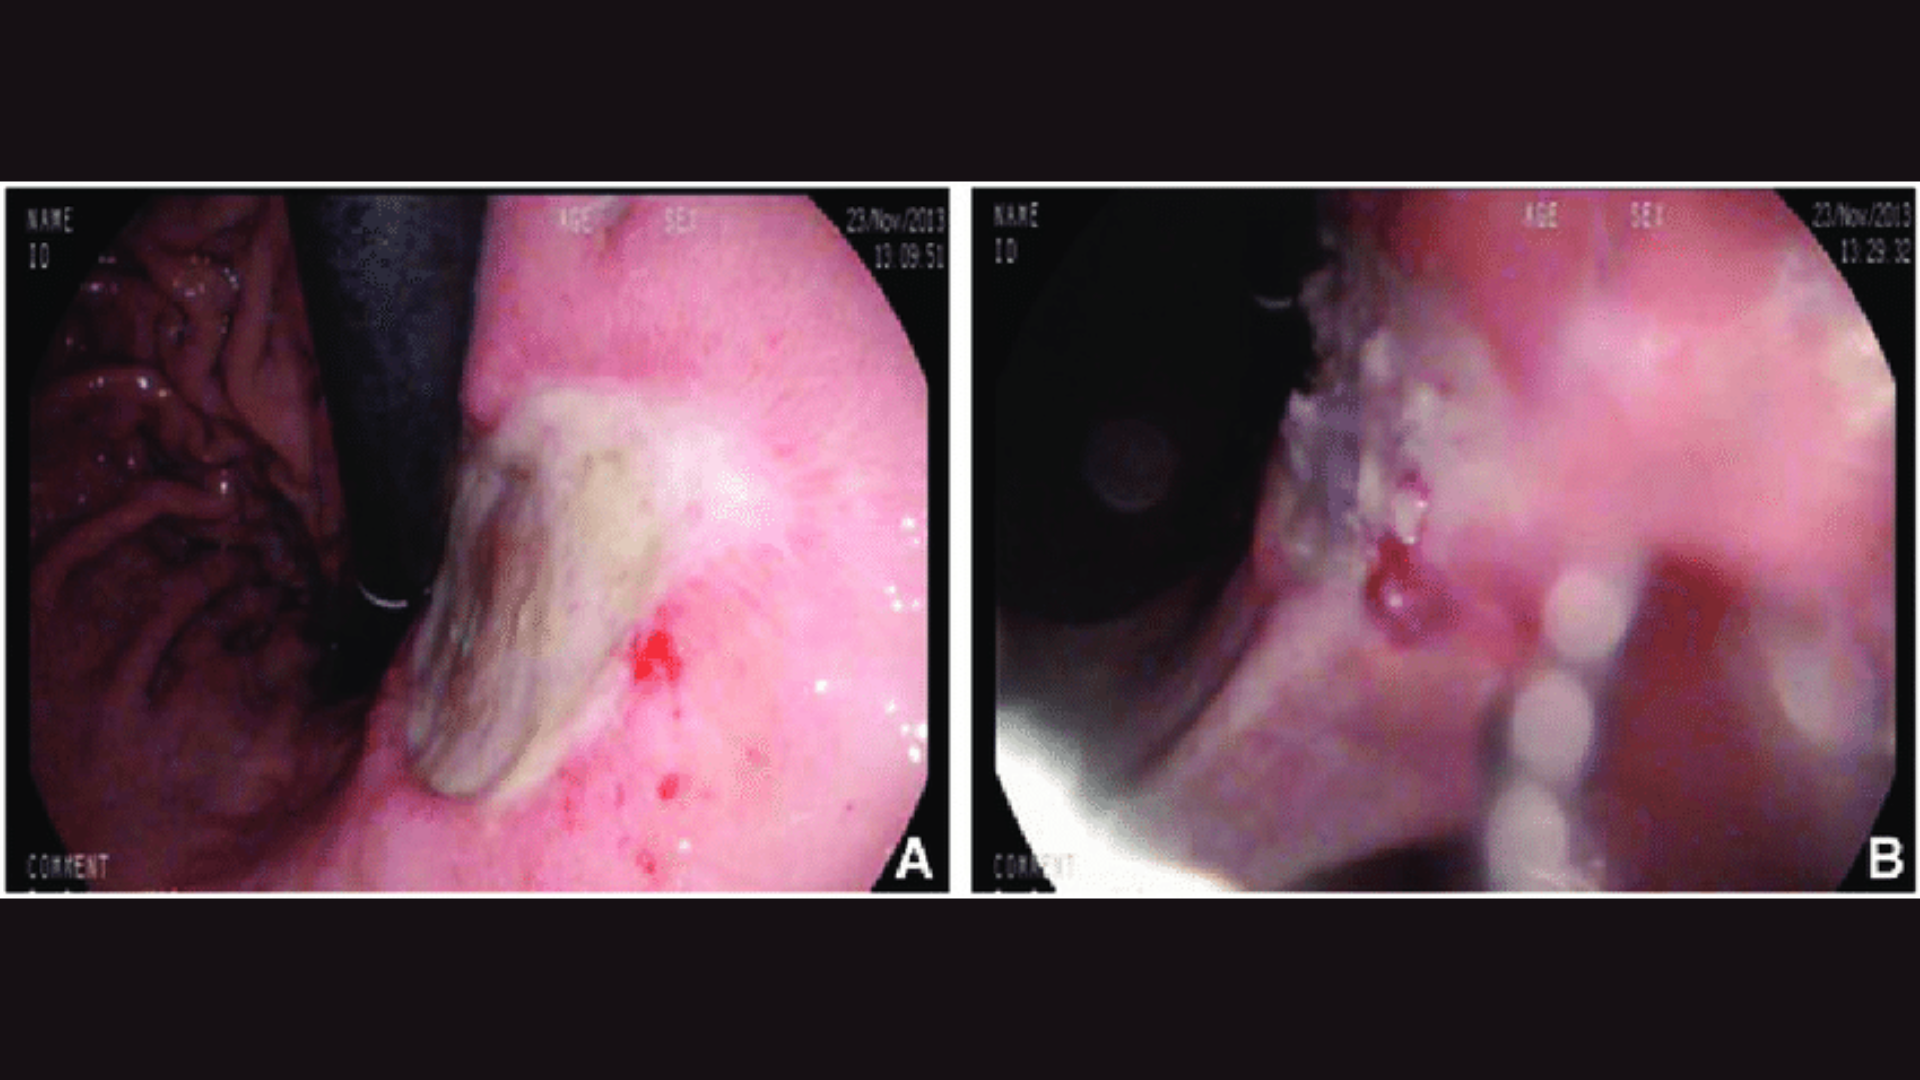 NAME AGE SEX 23/Nov/2013
ID 13:09:51
COMMENT
A
NAME AGE SEX 23/Nov/2013
ID 13:29:32
COMMENT
B